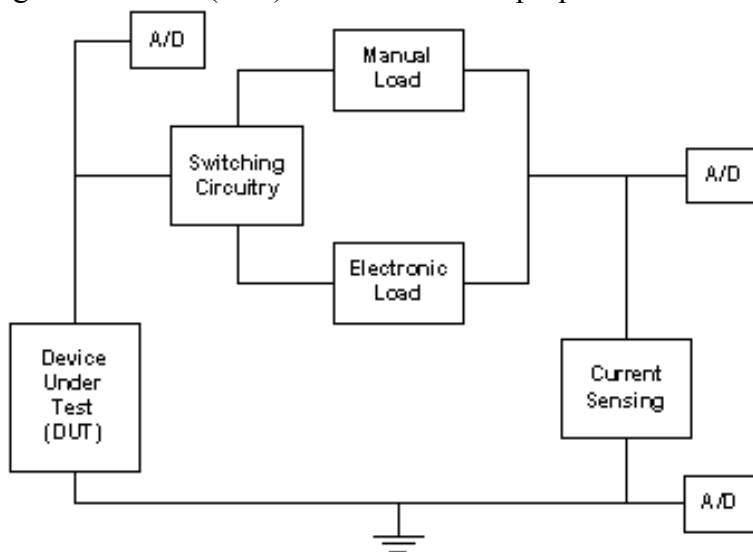 A/D
Manual
Load
Switching
Circuitry
A/D
Electronic
Load
Device
Under
Test
(DUT)
Current
Sensing
A/D